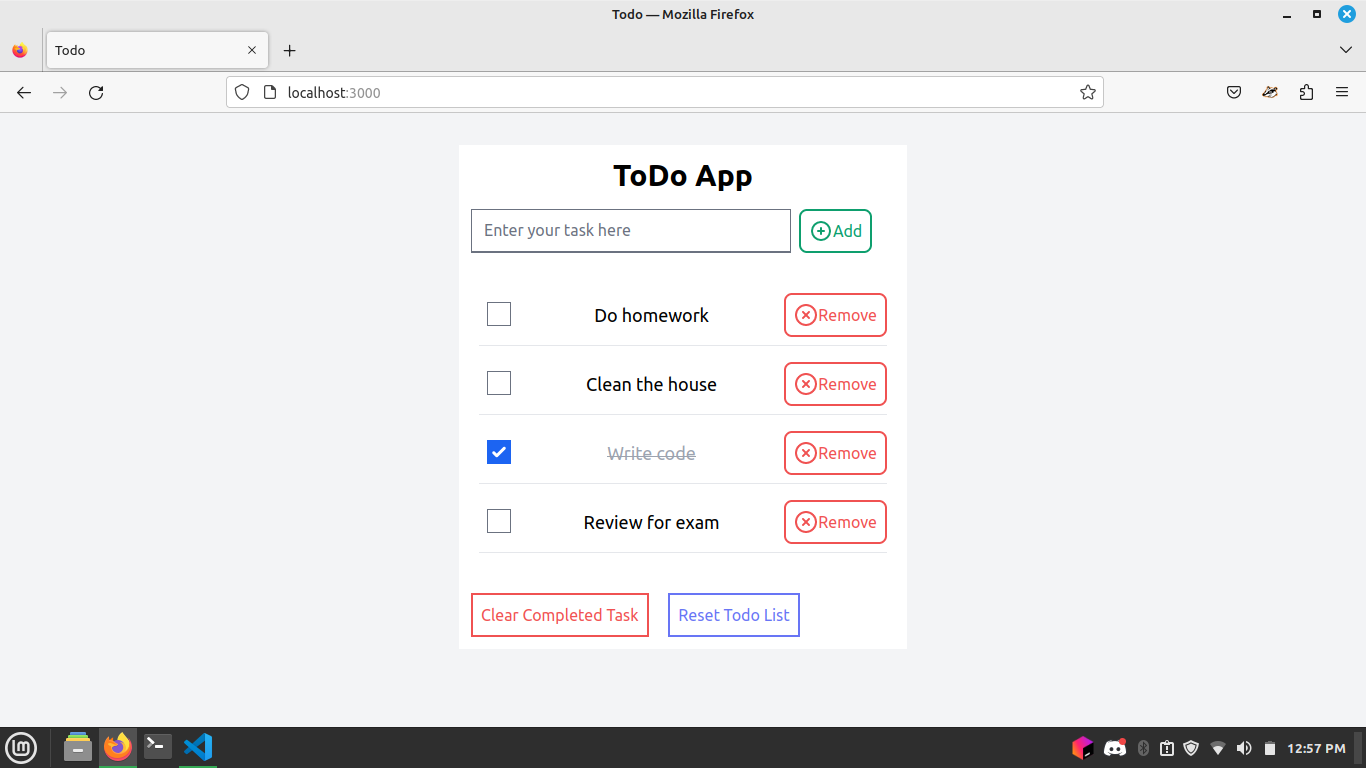 Todo — Mozilla Firefox
Todo
localhost:3000
ToDo App
Enter your task here
Add
Do homework
Remove
Clean the house
Remove
Write code
Remove
Review for exam
Remove
Clear Completed Task
Reset Todo List
lm
12:57 PM